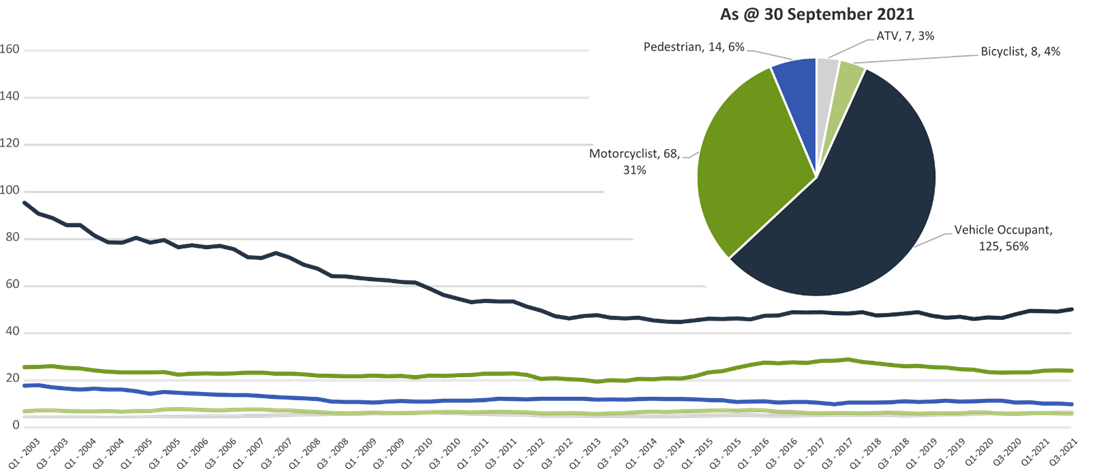 As @ 30 September 2021
ATV, 7, 3%
Pedestrian, 14, 6%
Bicyclist, 8, 4%
Motorcyclist, 68,
31%
Vehicle Occupant,
125, 56%
160
140
120
100
80
60
40
20
0
Q1 - 2003
Q3 - 2003
Q1 - 2004
Q3 - 2004
Q1 - 2005
Q3 - 2005
Q1 - 2006
Q3 - 2006
Q1 - 2007
Q3 - 2007
Q1 - 2008
Q3 - 2008
Q1 - 2009
Q3 - 2009
Q1 - 2010
Q3 - 2010
Q1 - 2011
Q3 - 2011
Q1 - 2012
Q3 - 2012
Q1 - 2013
Q3 - 2013
Q1 - 2014
Q3 - 2014
Q1 - 2015
Q3 - 2015
Q1 - 2016
Q3 - 2016
Q1 - 2017
Q3 - 2017
Q1 - 2018
Q3 - 2018
Q1 - 2019
Q3 - 2019
Q1 - 2020
Q3 - 2020
Q1 - 2021
Q3-2021